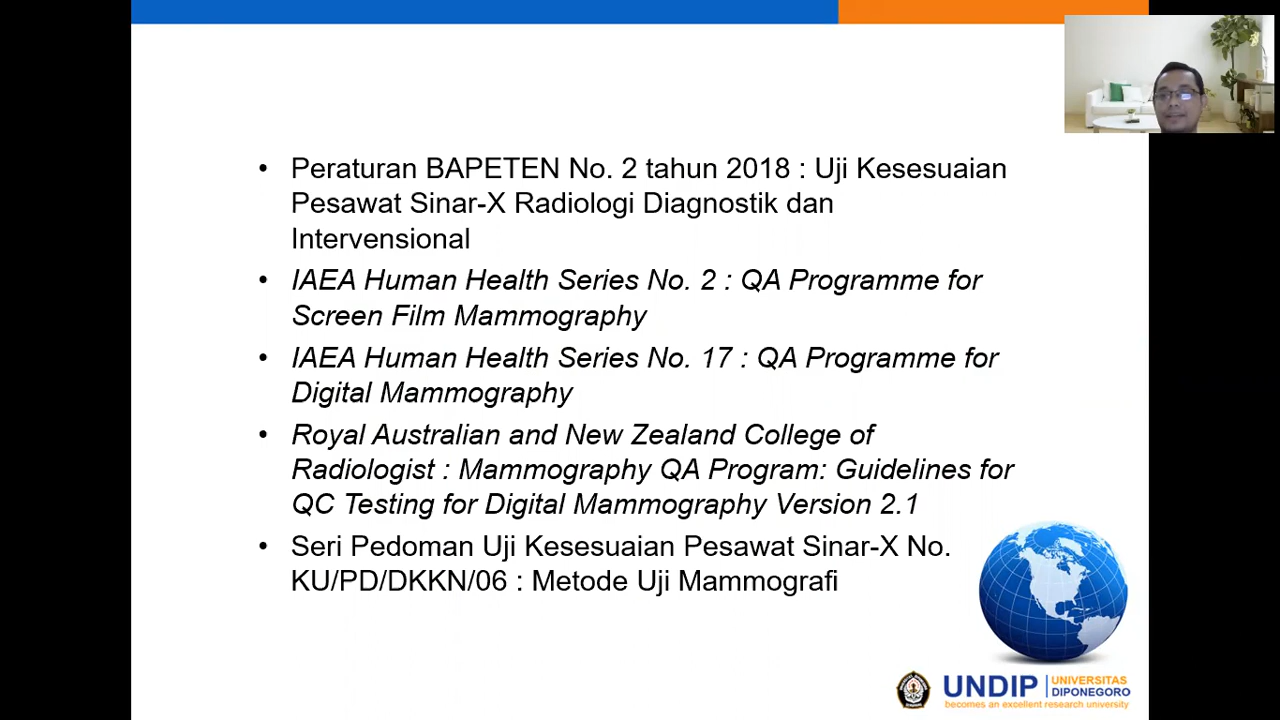 • Peraturan BAPETEN No. 2 tahun 2018 : Uji Kesesuaian
Pesawat Sinar-X Radiologi Diagnostik dan
Intervensional
• IAEA Human Health Series No. 2 : QA Programme for
Screen Film Mammography
• IAEA Human Health Series No. 17 : QA Programme for
Digital Mammography
• Royal Australian and New Zealand College of
Radiologist : Mammography QA Program: Guidelines for
QC Testing for Digital Mammography Version 2.1
• Seri Pedoman Uji Kesesuaian Pesawat Sinar-X No.
KU/PD/DKKN/06 : Metode Uji Mammografi
UNDIP UNIVERSITAS
DIPONEGORO
becomes an excellent research university